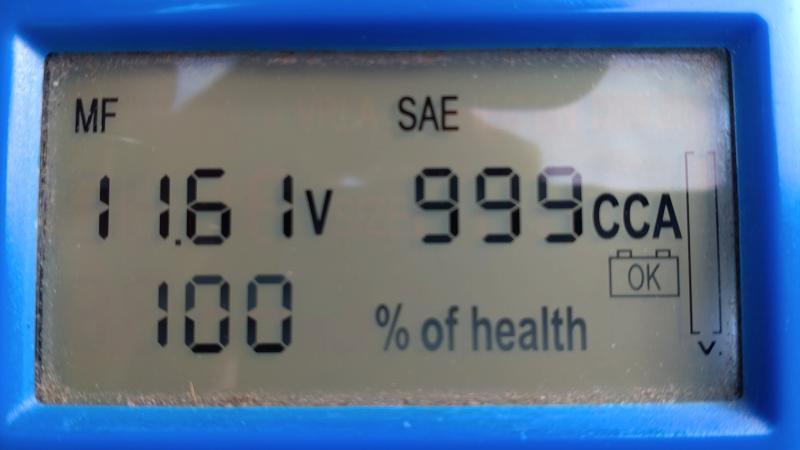 MF SAE
11.61V 999CCA
OK
100 % of health